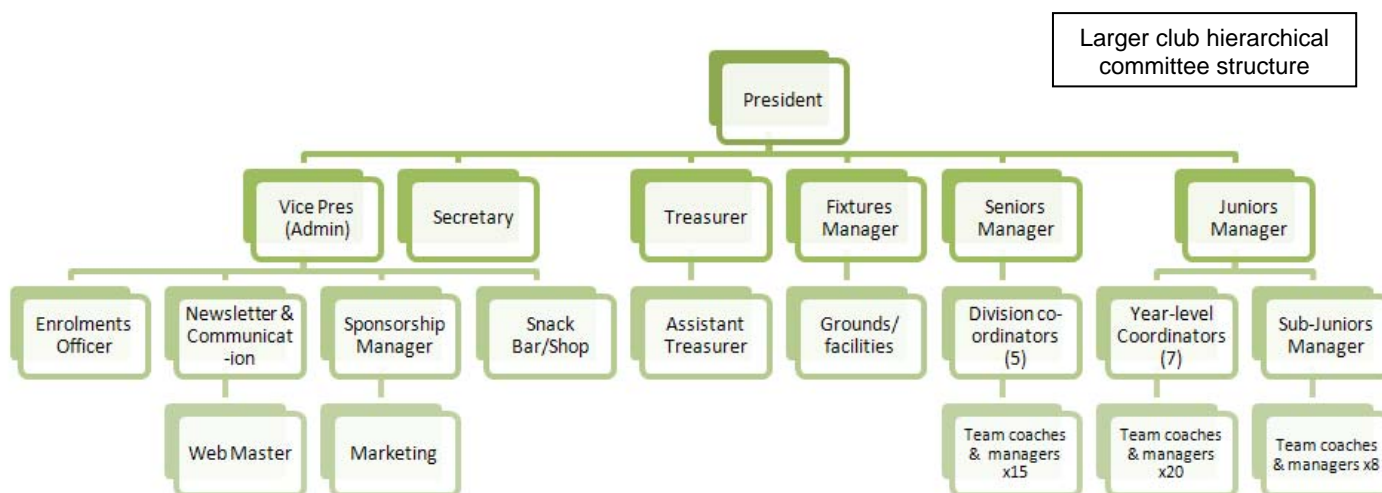 Larger club hierarchical
committee structure
President
Vice Pres
(Admin)
Secretary
Treasurer
Fixtures
Manager
Seniors
Manager
Juniors
Manager
Enrolments
Officer
Newsletter &
Communicat
-ion
Sponsorship
Manager
Snack
Bar/Shop
Assistant
Treasurer
Grounds/
facilities
Division co-
ordinators
(5)
Year-level
Coordinators
(7)
Sub-Juniors
Manager
Web Master
Marketing
Team coaches
& managers
x15
Team coaches
& managers
x20
Team coaches
& managers x8